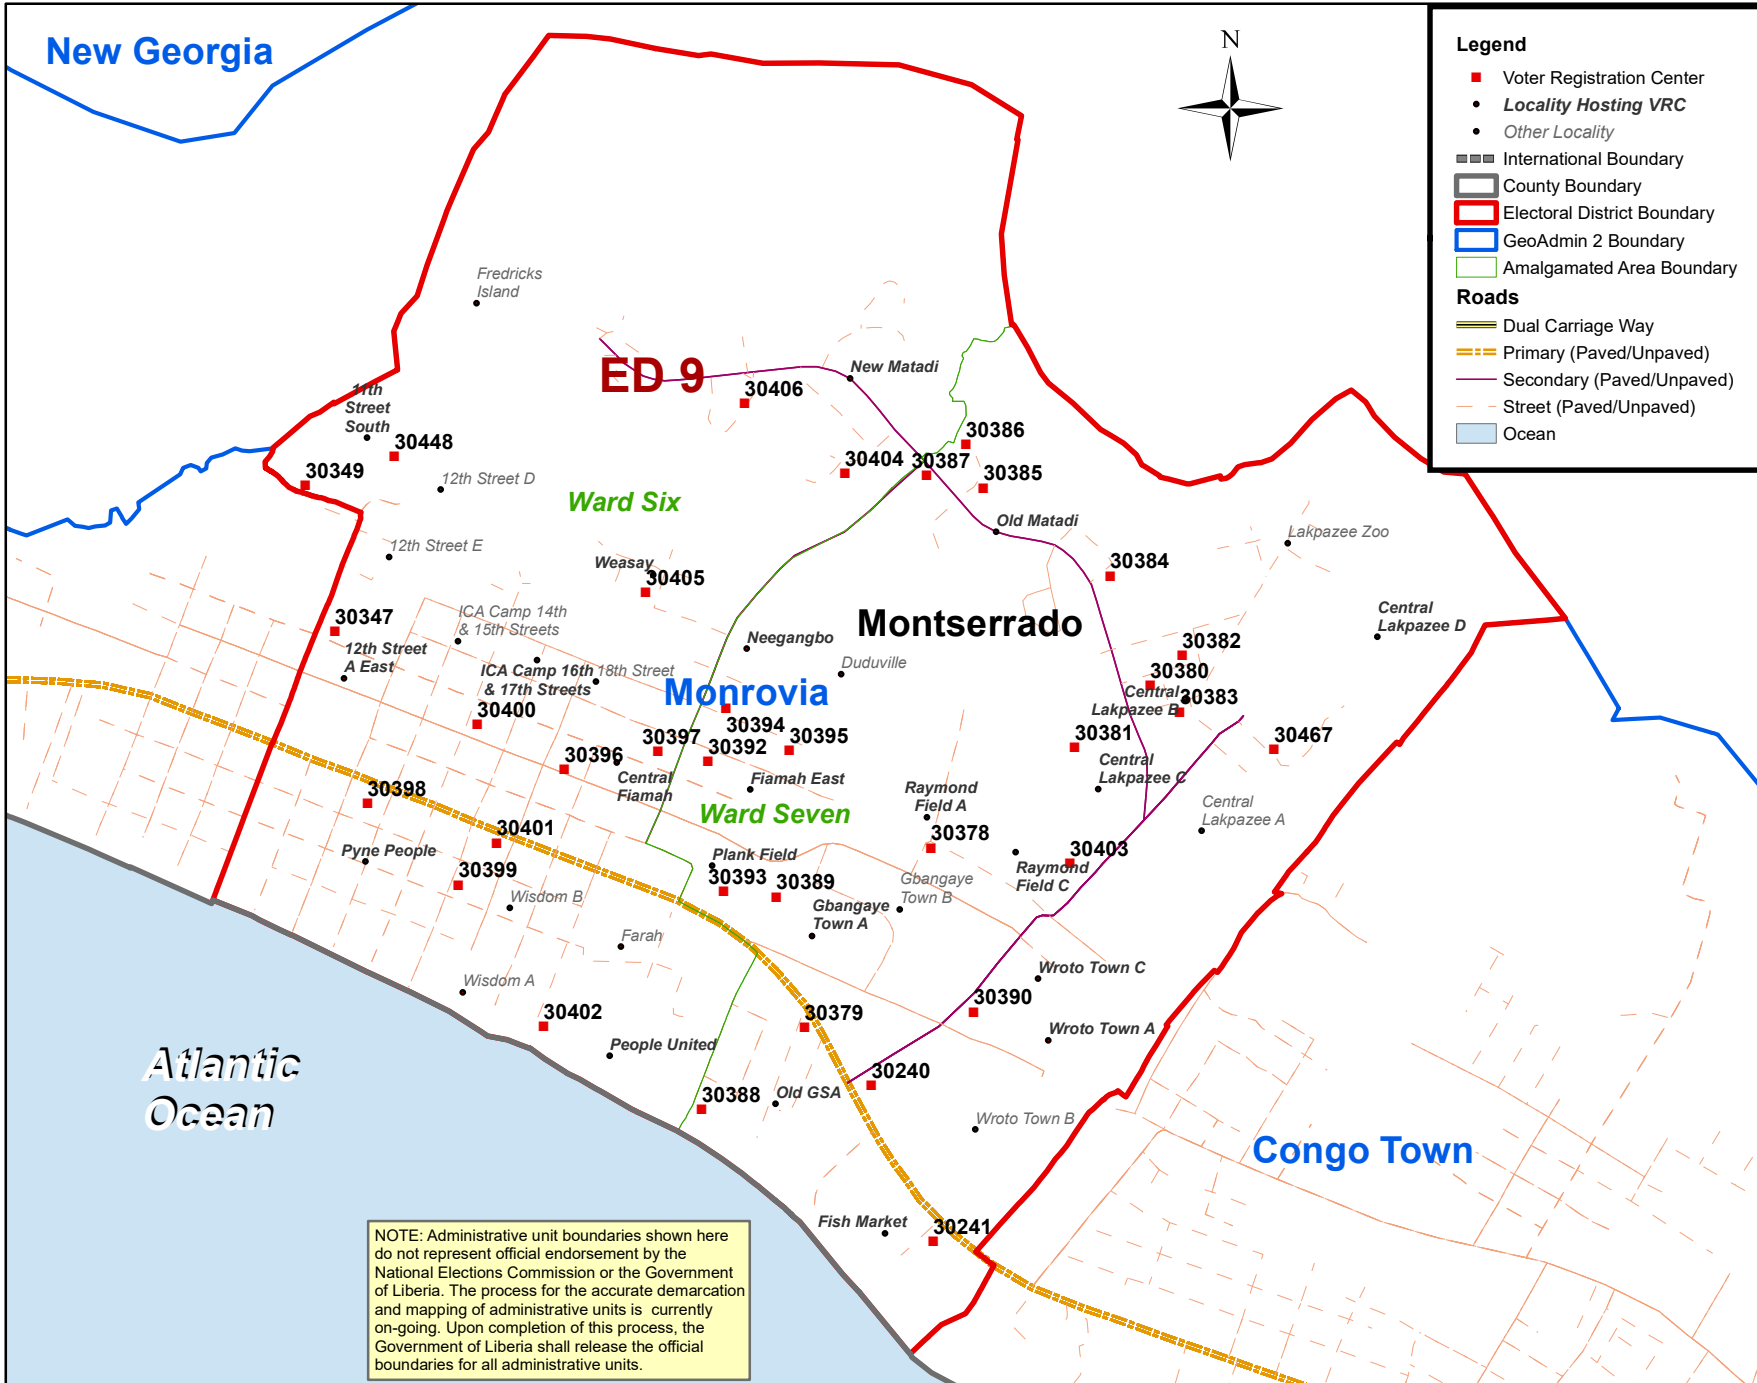 New Georgia
N
Legend
Voter Registration Center
Locality Hosting VRC
Other Locality
International Boundary
County Boundary
Electoral District Boundary
GeoAdmin 2 Boundary
Amalgamated Area Boundary
Roads
Dual Carriage Way
Primary (Paved/Unpaved)
Secondary (Paved/Unpaved)
Street (Paved/Unpaved)
Ocean
Fredricks
Island
ED 9
New Matadi
30406
11th
Street
South
30448
30349
12th Street D
30386
30404
30387
30385
Ward Six
Old Matadi
Lakpazee Zoo
12th Street E
Weasay
30405
30384
30347
ICA Camp 14th
& 15th Streets
Montserrado
Central
Lakpazee D
12th Street
A East
Neegangbo
30382
ICA Camp 16th
& 17th Streets
18th Street
Duduville
30380
Monrovia
Central
Lakpazee B
30383
30400
30394
30397
30392
30395
30381
30467
30396
Central
Fiamah
Fiamah East
Central
Lakpazee C
30398
Raymond
Field A
Central
Lakpazee A
Ward Seven
30401
30378
Pyne People
Plank Field
30403
30399
30393
30389
Raymond
Field C
Gbangaye
Town B
Wisdom B
Gbangaye
Town A
Farah
Wroto Town C
Wisdom A
30402
30379
30390
Wroto Town A
People United
Atlantic
Ocean
30240
30388
Old GSA
Wroto Town B
Congo Town
Fish Market
30241
NOTE: Administrative unit boundaries shown here
do not represent official endorsement by the
National Elections Commission or the Government
of Liberia. The process for the accurate demarcation
and mapping of administrative units is currently
on-going. Upon completion of this process, the
Government of Liberia shall release the official
boundaries for all administrative units.